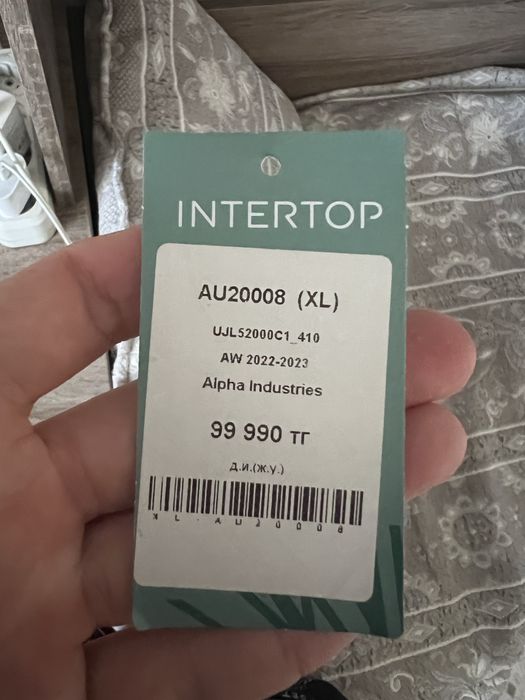 INTERTOP
AU20008 (XL)
UJL52000C1_410
AW 2022-2023
Alpha Industries
99 990 тг
д.и.(ж.у.)
XL-AU20008